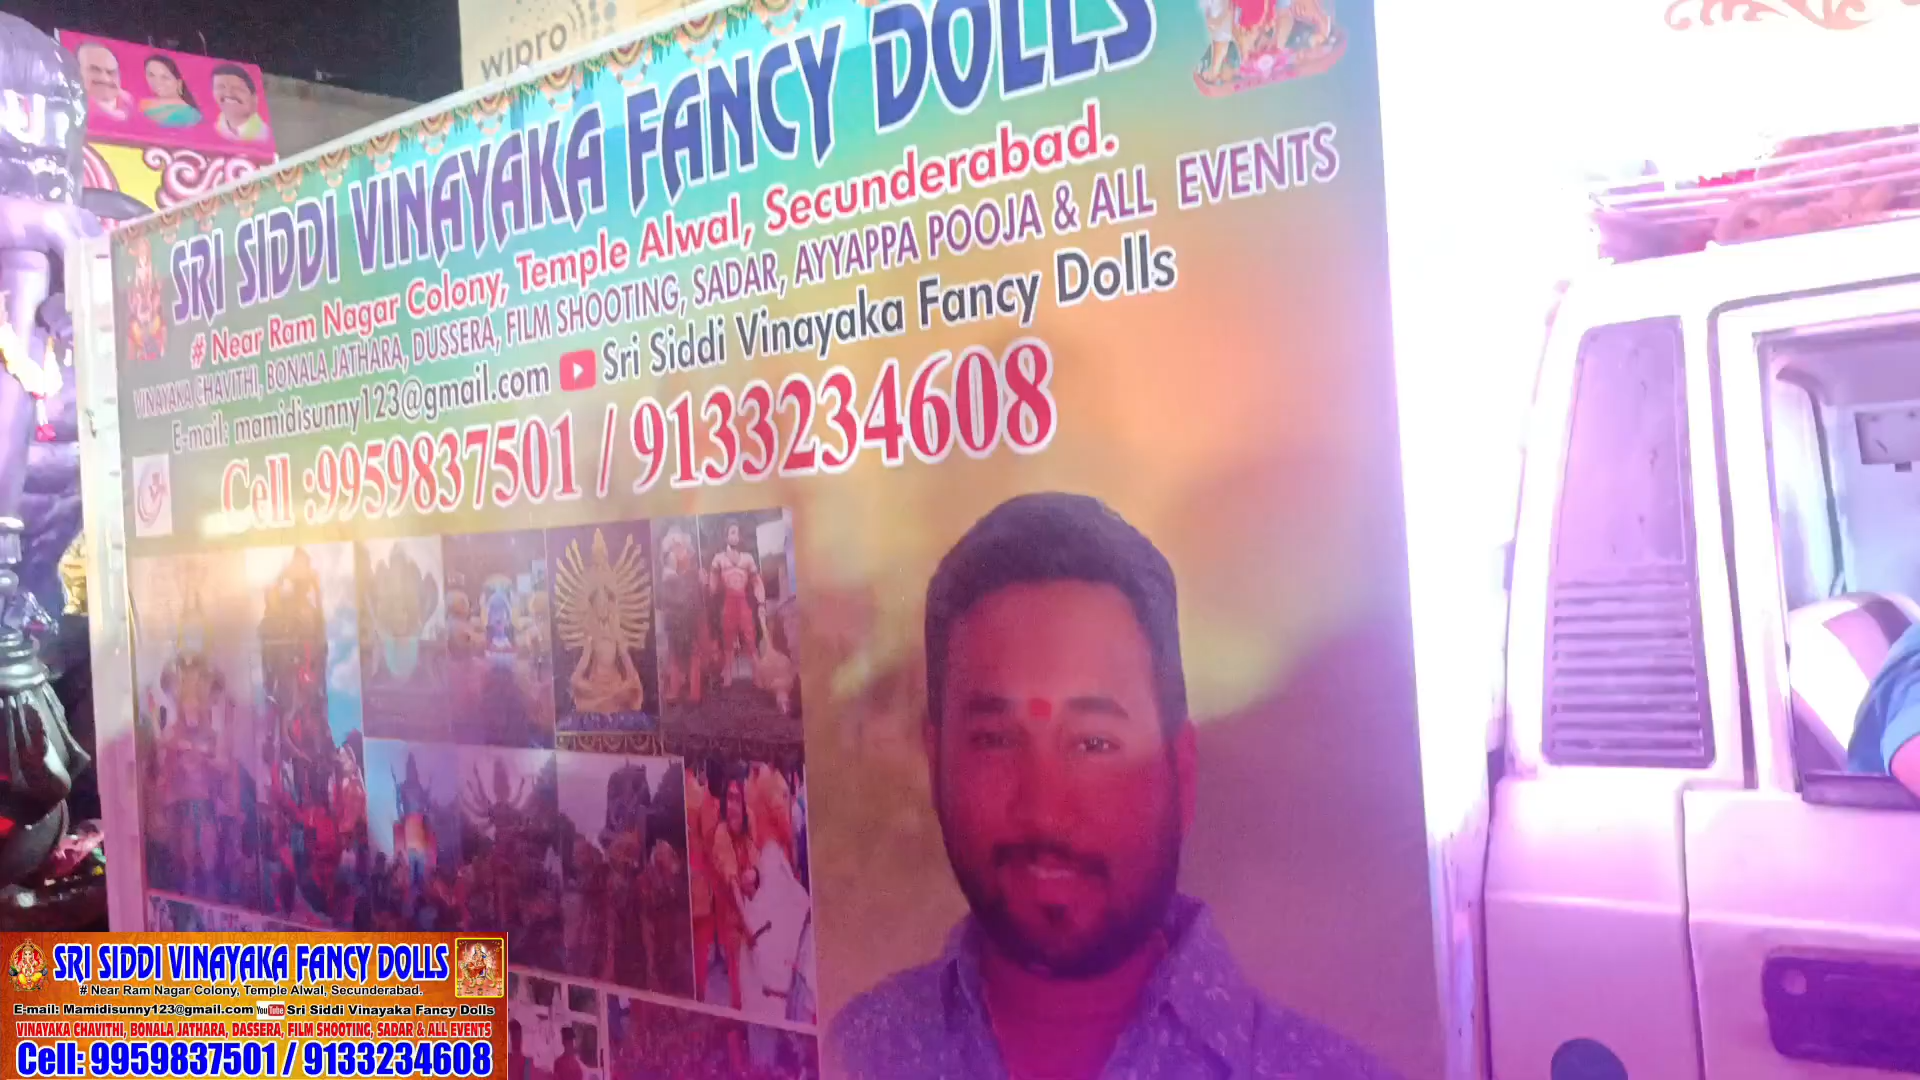 wipro
SRI SIDDI VINAYAKA FANCY DOLLS
# Near Ram Nagar Colony, Temple Alwal, Secunderabad.
VINAYAKA CHAVITHI, BONALA JATHARA, DUSSERA, FILM SHOOTING, SADAR, AYYAPPA POOJA & ALL EVENTS
E-mail: mamidisunny123@gmail.com Sri Siddi Vinayaka Fancy Dolls
Cell :9959837501 / 9133234608
SRI SIDDI VINAYAKA FANCY DOLLS
# Near Ram Nagar Colony, Temple Alwal, Secunderabad.
E-mail: Mamidisunny123@gmail.com YouTube Sri Siddi Vinayaka Fancy Dolls
VINAYAKA CHAVITHI, BONALA JATHARA, DASSERA, FILM SHOOTING, SADAR & ALL EVENTS
Cell: 9959837501 / 9133234608